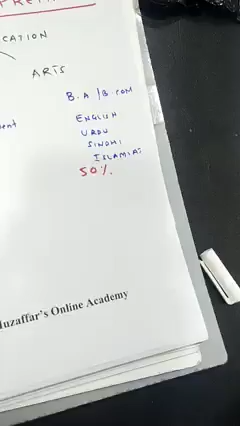 CATION
ARTS
B.A / B.COM
ENGLISH
URDU
SINDHI
ISLAMIAT
50%
Muzaffar's Online Academy